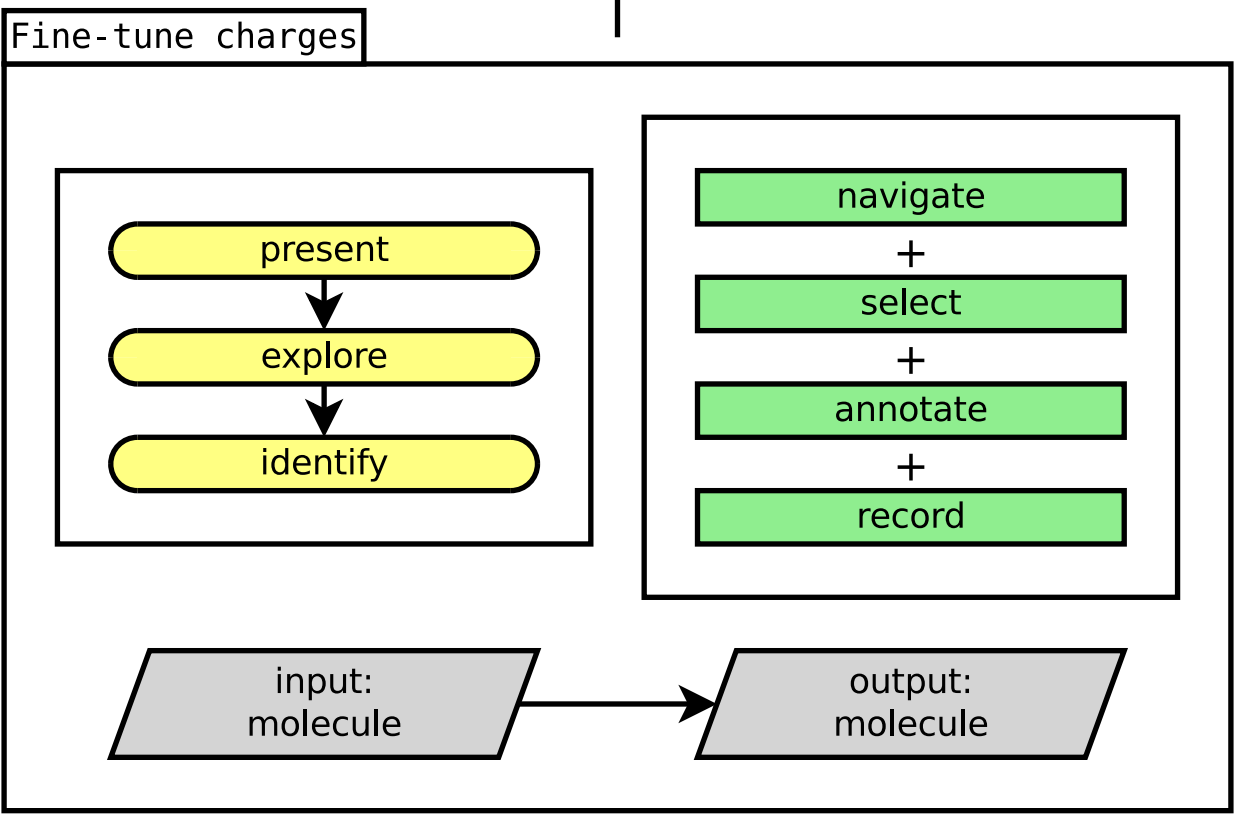 Fine-tune charges
present
explore
identify
navigate
+
select
+
annotate
+
record
input:
molecule
output:
molecule